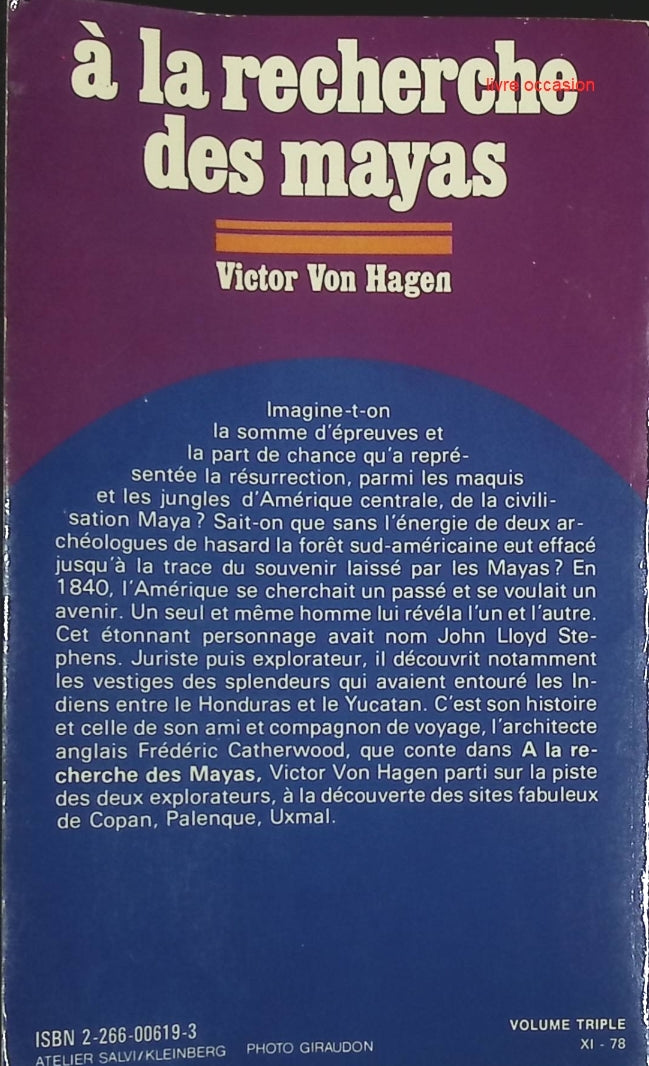 à la recherche
livre occasion
des mayas
Victor Von Hagen
Imagine-t-on
la somme d'épreuves et
la part de chance qu'a repré-
sentée la résurrection, parmi les maquis
et les jungles d'Amérique centrale, de la civili-
sation Maya ? Sait-on que sans l'énergie de deux ar-
chéologues de hasard la forêt sud-américaine eut effacé
jusqu'à la trace du souvenir laissé par les Mayas ? En
1840, l'Amérique se cherchait un passé et se voulait un
avenir. Un seul et même homme lui révéla l'un et l'autre.
Cet étonnant personnage avait nom John Lloyd Ste-
phens. Juriste puis explorateur, il découvrit notamment
les vestiges des splendeurs qui avaient entouré les In-
diens entre le Honduras et le Yucatan. C'est son histoire
et celle de son ami et compagnon de voyage, l'architecte
anglais Frédéric Catherwood, que conte dans A la re-
cherche des Mayas, Victor Von Hagen parti sur la piste
des deux explorateurs, à la découverte des sites fabuleux
de Copan, Palenque, Uxmal.
ISBN 2-266-00619-3
ATELIER SALVI/KLEINBERG PHOTO GIRAUDON
VOLUME TRIPLE
XI - 78